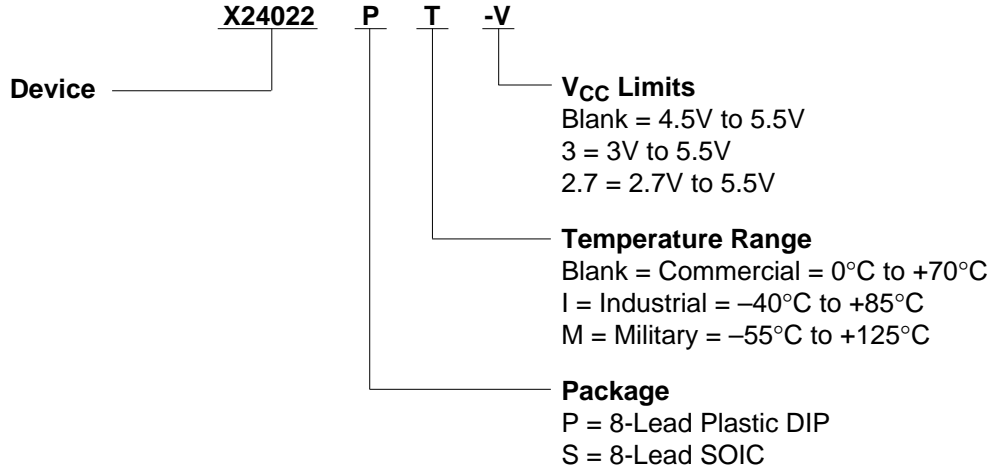 X24022 P T -V
Device
VCC Limits
Blank = 4.5V to 5.5V
3 = 3V to 5.5V
2.7 = 2.7V to 5.5V
Temperature Range
Blank = Commercial = 0°C to +70°C
I = Industrial = –40°C to +85°C
M = Military = –55°C to +125°C
Package
P = 8-Lead Plastic DIP
S = 8-Lead SOIC